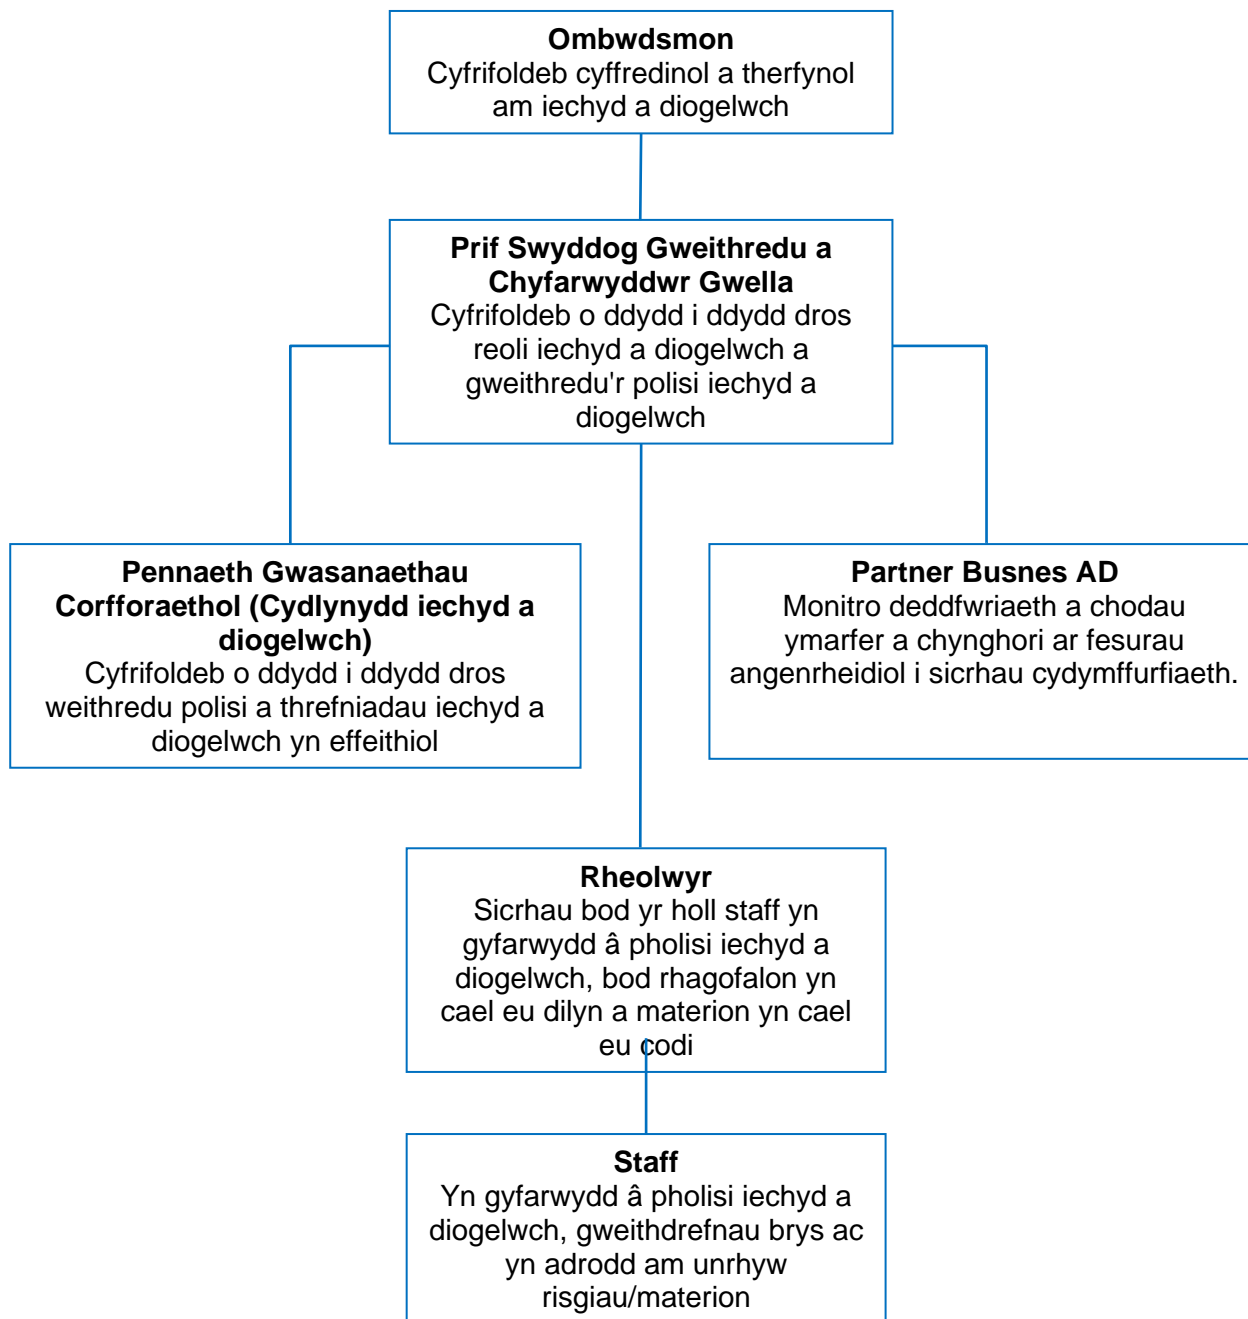 Ombwdsmon
Cyfrifoldeb cyffredinol a therfynol
am iechyd a diogelwch
Prif Swyddog Gweithredu a
Chyfarwyddwr Gwella
Cyfrifoldeb o ddydd i ddydd dros
reoli iechyd a diogelwch a
gweithredu'r polisi iechyd a
diogelwch
Pennaeth Gwasanaethau
Corfforaethol (Cydlynydd iechyd a
diogelwch)
Cyfrifoldeb o ddydd i ddydd dros
weithredu polisi a threfniadau iechyd a
diogelwch yn effeithiol
Partner Busnes AD
Monitro deddfwriaeth a chodau
ymarfer a chynghori ar fesurau
angenrheidiol i sicrhau cydymffurfiaeth.
Rheolwyr
Sicrhau bod yr holl staff yn
gyfarwydd â pholisi iechyd a
diogelwch, bod rhagofalon yn
cael eu dilyn a materion yn cael
eu codi
Staff
Yn gyfarwydd â pholisi iechyd a
diogelwch, gweithdrefnau brys ac
yn adrodd am unrhyw
risgiau/materion